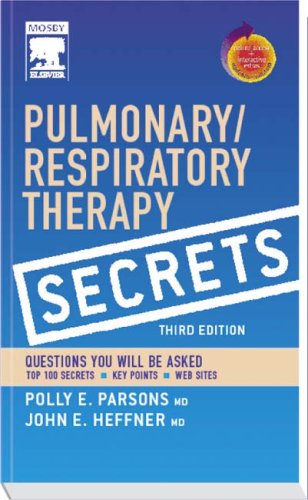 MOSBY
ELSEVIER
PULMONARY/
RESPIRATORY
THERAPY
SECRETS
THIRD EDITION
QUESTIONS YOU WILL BE ASKED
TOP 100 SECRETS ■ KEY POINTS ■ WEB SITES
POLLY E. PARSONS MD
JOHN E. HEFFNER MD